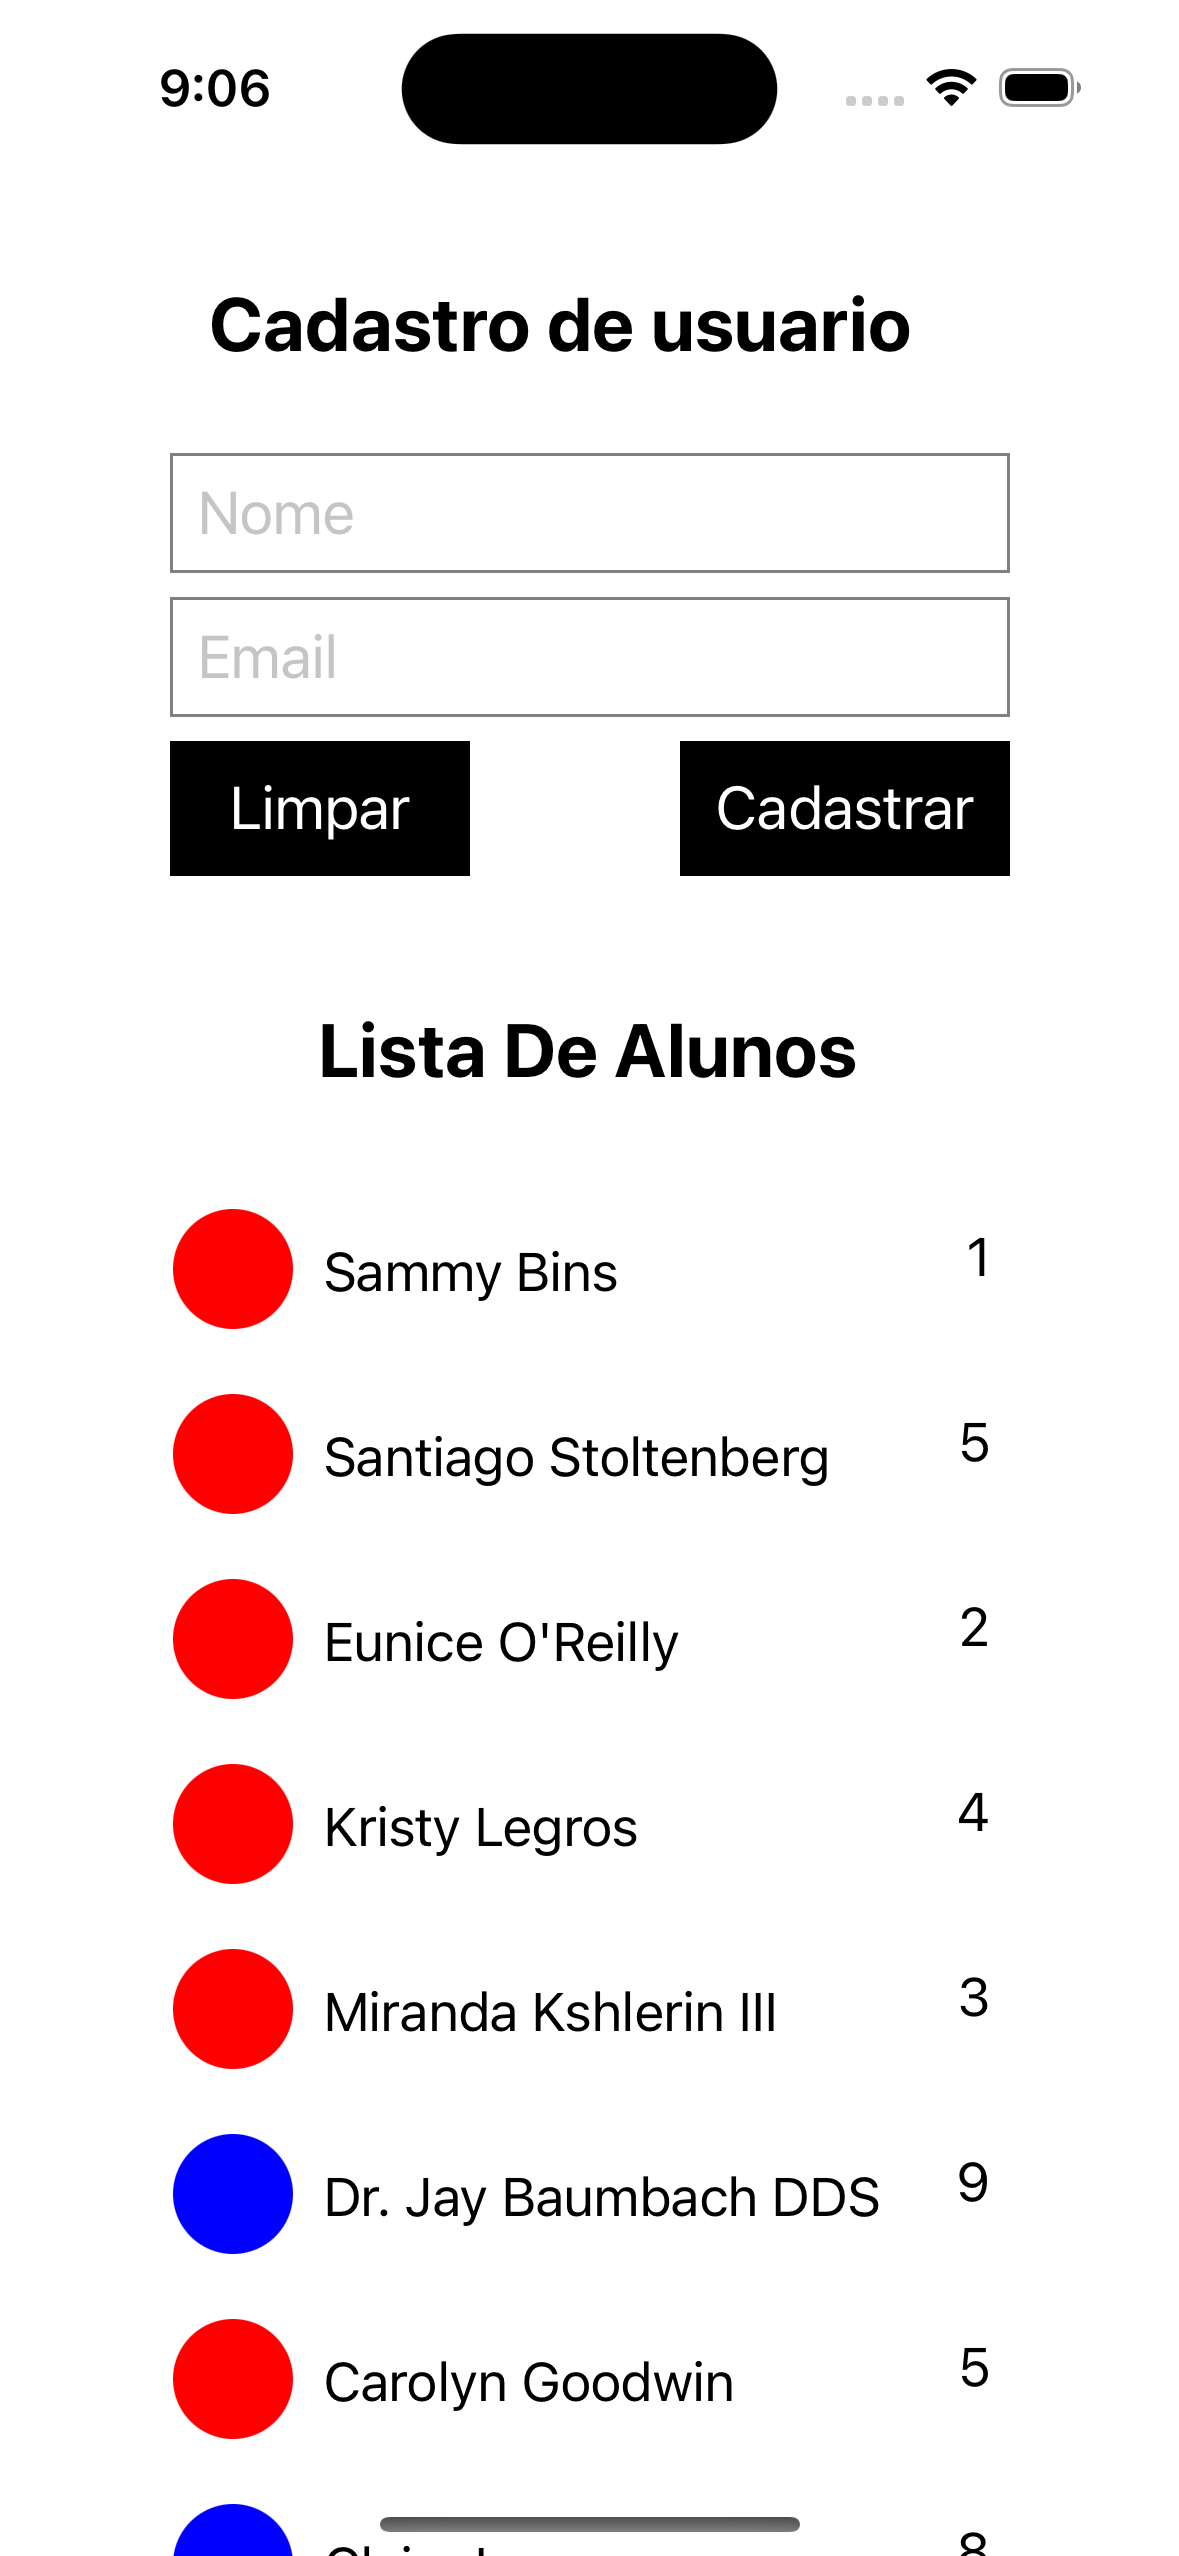 9:06
Cadastro de usuario
Nome
Email
Limpar Cadastrar
Lista De Alunos
Sammy Bins 1
Santiago Stoltenberg 5
Eunice O'Reilly 2
Kristy Legros 4
Miranda Kshlerin III 3
Dr. Jay Baumbach DDS 9
Carolyn Goodwin 5
8